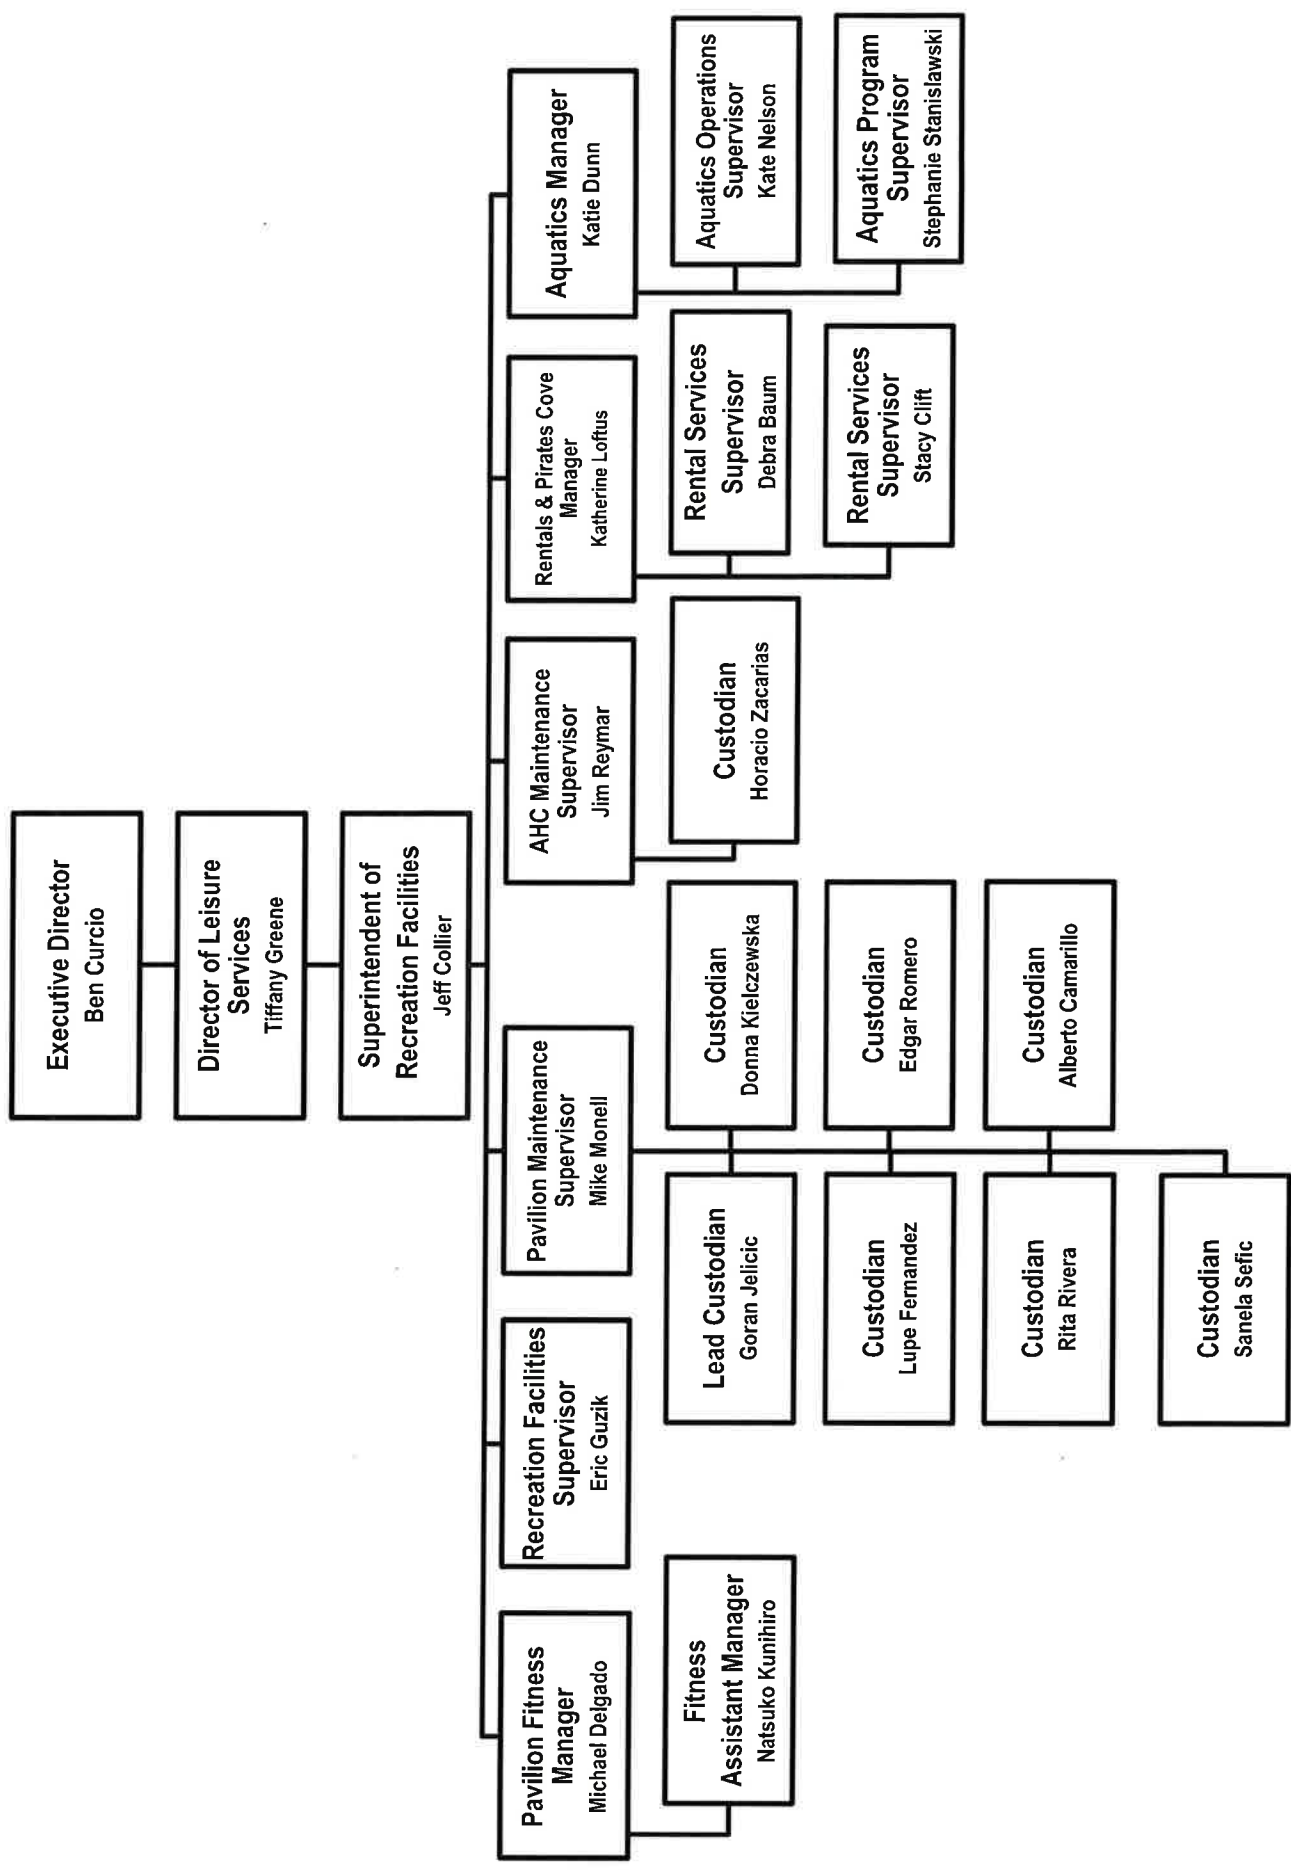 Executive Director
Ben Curcio
Director of Leisure
Services
Tiffany Greene
Superintendent of
Recreation Facilities
Jeff Collier
Pavilion Fitness
Manager
Michael Delgado
Fitness
Assistant Manager
Natsuko Kunihiro
Recreation Facilities
Supervisor
Eric Guzik
Pavilion Maintenance
Supervisor
Mike Monell
Lead Custodian
Goran Jelicic
Custodian
Donna Kielczewska
Custodian
Lupe Fernandez
Custodian
Edgar Romero
Custodian
Rita Rivera
Custodian
Alberto Camarillo
Custodian
Sanela Sefic
AHC Maintenance
Supervisor
Jim Reymar
Custodian
Horacio Zacarias
Rentals & Pirates Cove
Manager
Katherine Loftus
Rental Services
Supervisor
Debra Baum
Rental Services
Supervisor
Stacy Clift
Aquatics Manager
Katie Dunn
Aquatics Operations
Supervisor
Kate Nelson
Aquatics Program
Supervisor
Stephanie Stanislawski